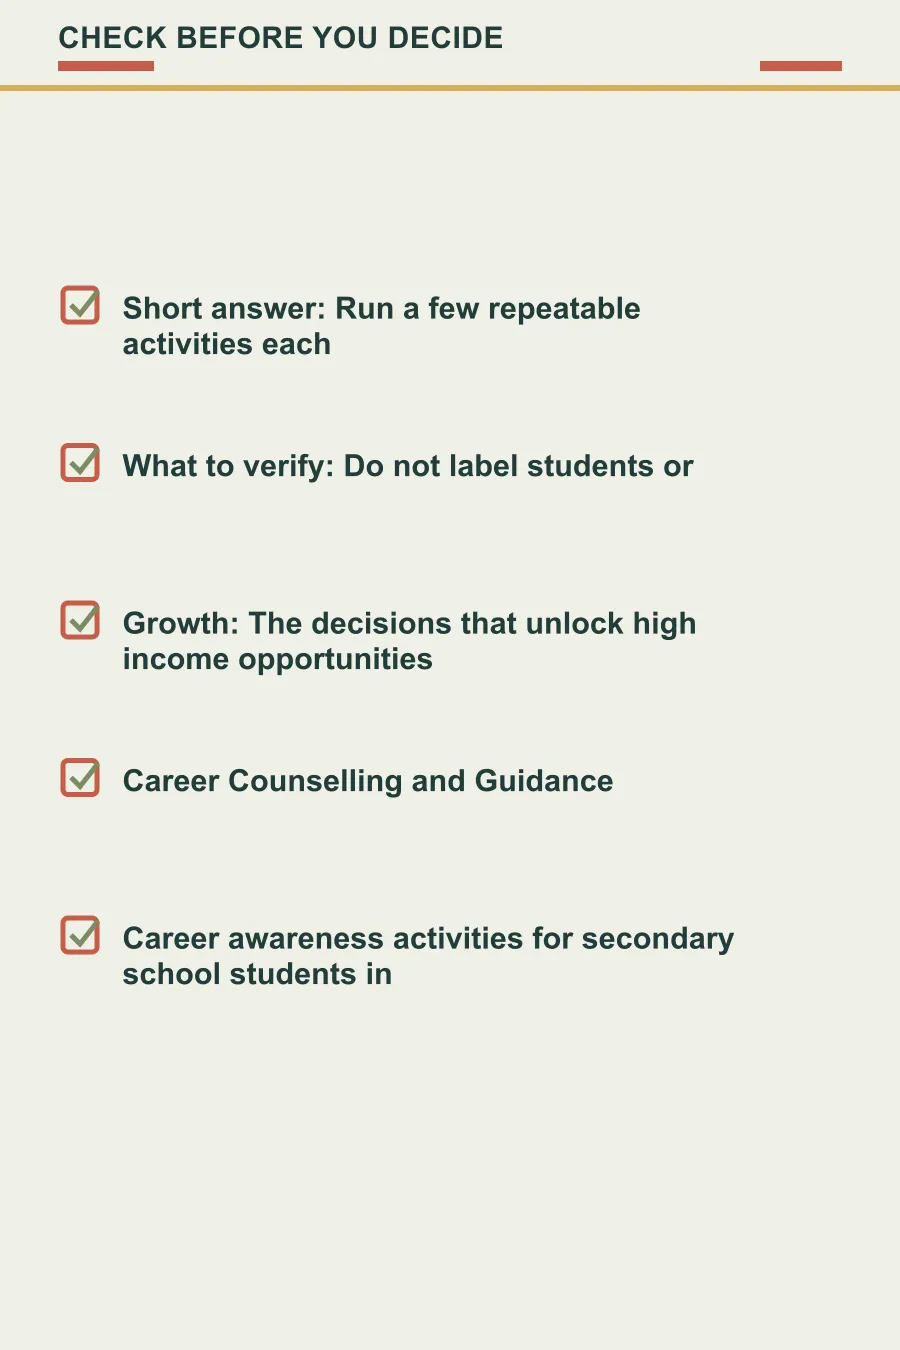 CHECK BEFORE YOU DECIDE
Short answer: Run a few repeatable
activities each
What to verify: Do not label students or
Growth: The decisions that unlock high
income opportunities
Career Counselling and Guidance
Career awareness activities for secondary
school students in